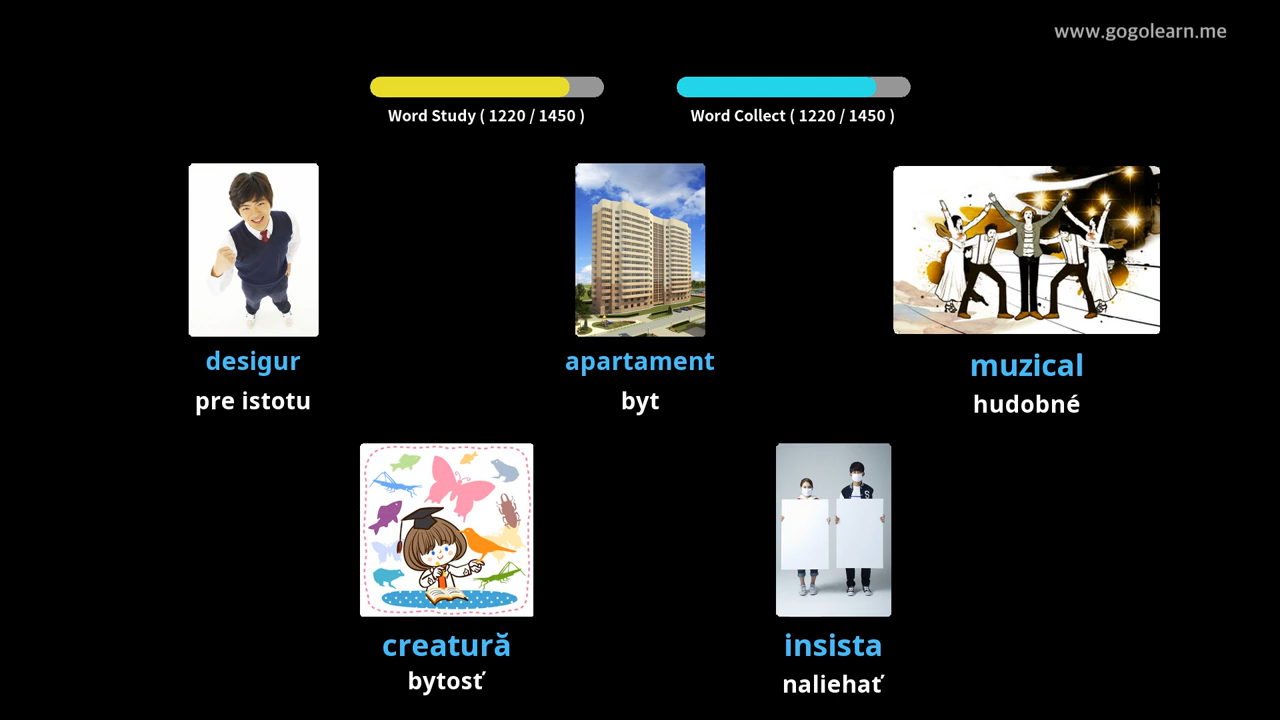 www.gogolearn.me
Word Study ( 1220 / 1450 )
Word Collect ( 1220 / 1450 )
desigur
pre istotu
apartament
byt
muzical
hudobné
creatură
bytosť
insista
naliehať